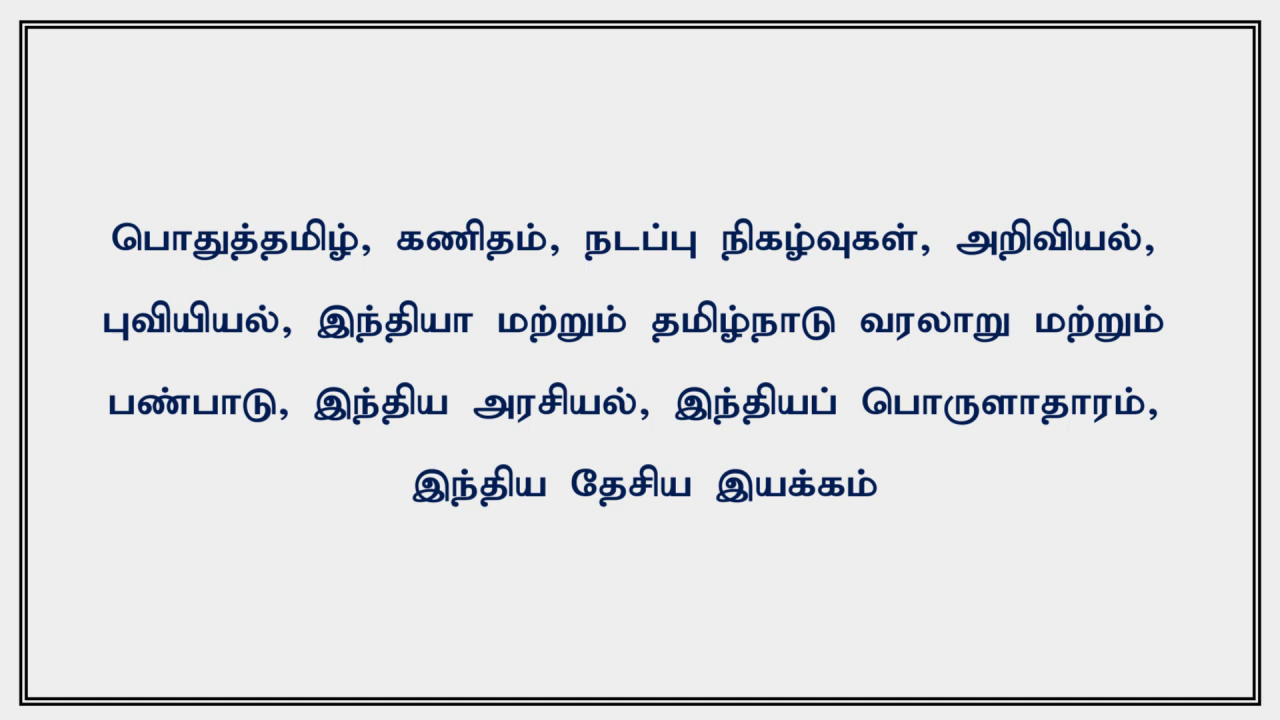 பொதுத்தமிழ், கணிதம், நடப்பு நிகழ்வுகள், அறிவியல்,
புவியியல், இந்தியா மற்றும் தமிழ்நாடு வரலாறு மற்றும்
பண்பாடு, இந்திய அரசியல், இந்தியப் பொருளாதாரம்,
இந்திய தேசிய இயக்கம்